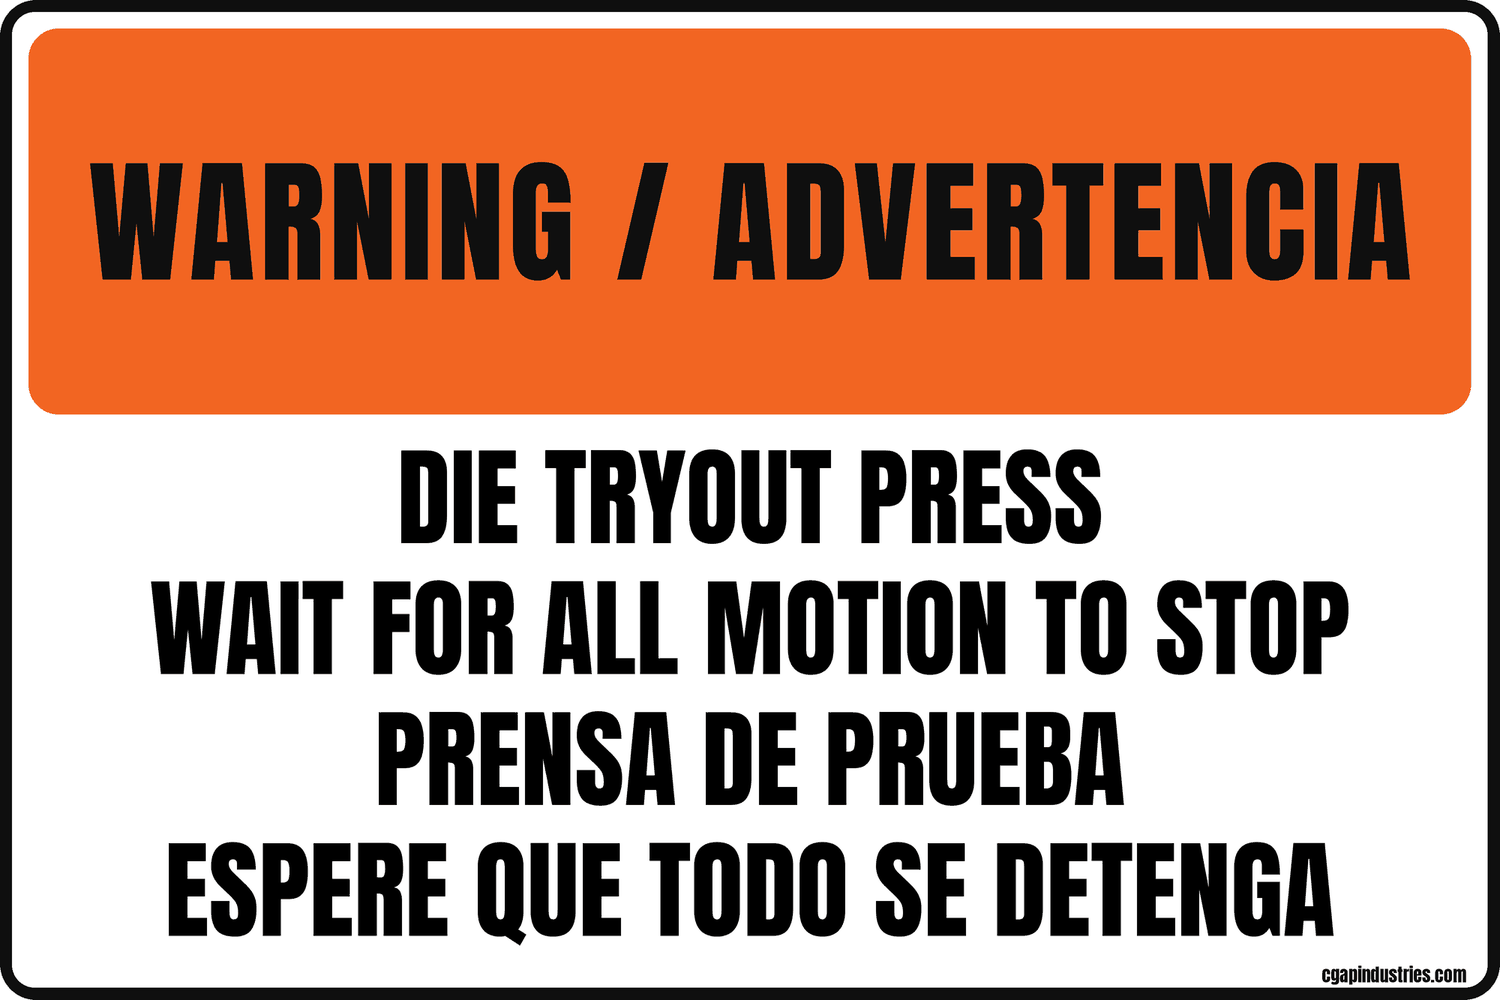 WARNING / ADVERTENCIA
DIE TRYOUT PRESS
WAIT FOR ALL MOTION TO STOP
PRENSA DE PRUEBA
ESPERE QUE TODO SE DETENGA
cgapindustries.com